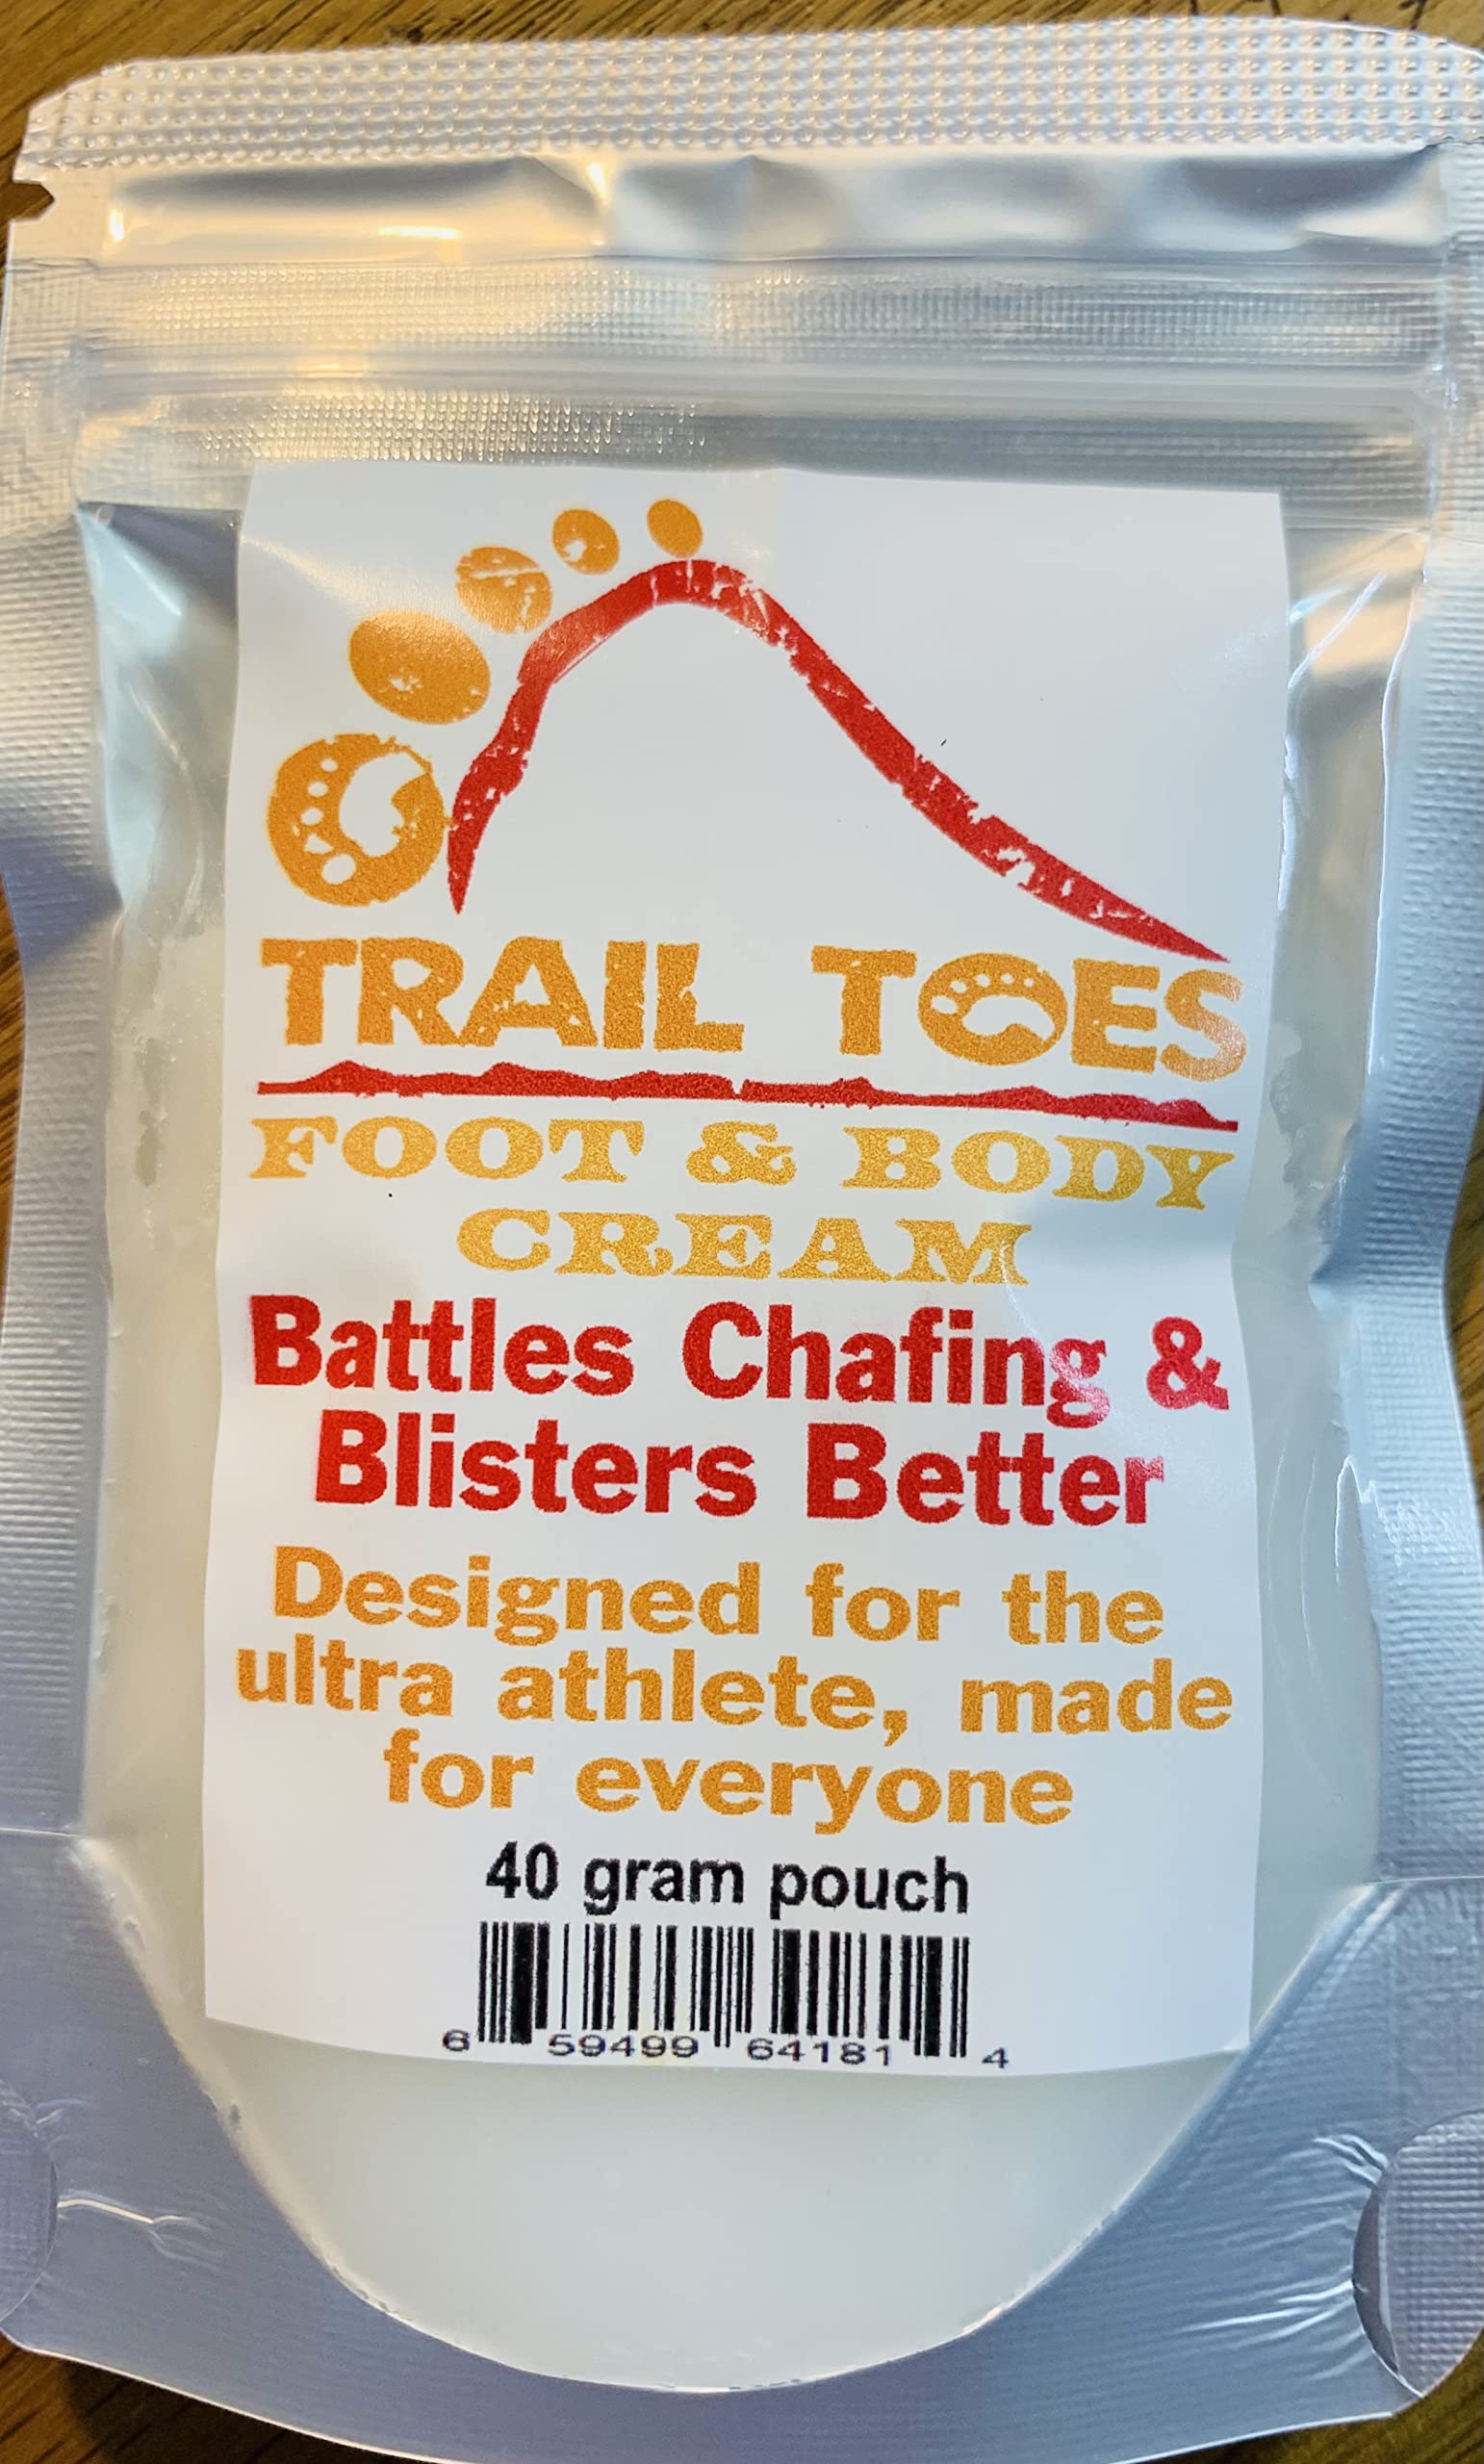 TRAIL TOES
FOOT & BODY
CREAM
Battles Chafing &
Blisters Better
Designed for the
ultra athlete, made
for everyone
40 gram pouch
6 59499 64181 4